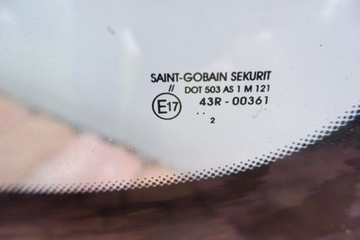 SAINT-GOBAIN SEKURIT
// DOT 503 AS 1 M 121
E17 43R - 00361
..
2